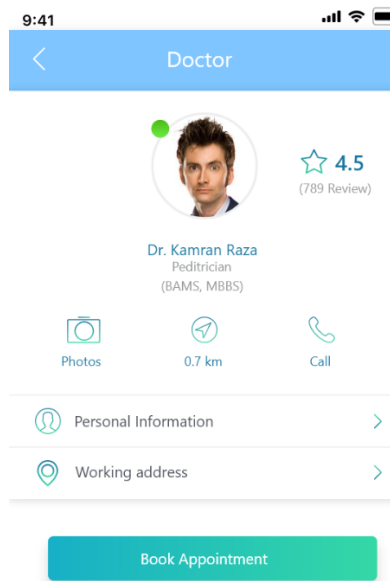 9:41
Doctor
4.5
(789 Review)
Dr. Kamran Raza
Peditrician
(BAMS, MBBS)
Photos
0.7 km
Call
Personal Information
Working address
Book Appointment